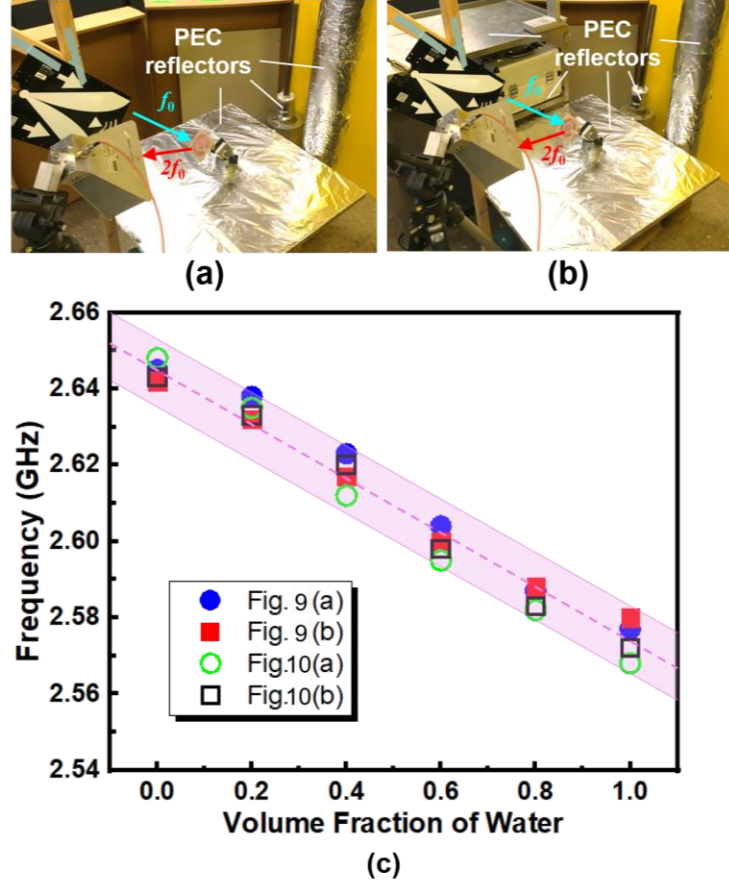 PEC
reflectors
f0
2f0
(a)
PEC
reflectors
f0
2f0
(b)
2.66
2.64
2.62
2.60
2.58
2.56
2.54
Frequency (GHz)
Fig. 9 (a)
Fig. 9 (b)
Fig.10(a)
Fig.10(b)
0.0 0.2 0.4 0.6 0.8 1.0
Volume Fraction of Water
(c)